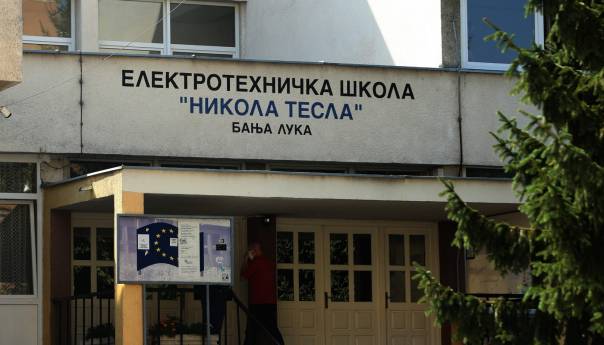 ЕЛЕКТРОТЕХНИЧКА ШКОЛА
"НИКОЛА ТЕСЛА"
БАЊА ЛУКА